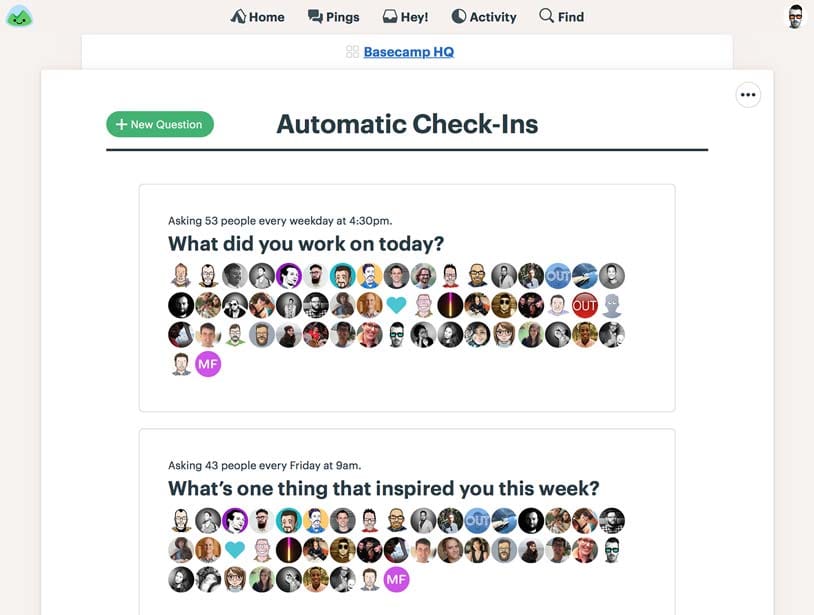 Home Pings Hey! Activity Find
Basecamp HQ
New Question
Automatic Check-Ins
Asking 53 people every weekday at 4:30pm.
What did you work on today?
OUT
OUT
MF
Asking 43 people every Friday at 9am.
What’s one thing that inspired you this week?
OUT
MF